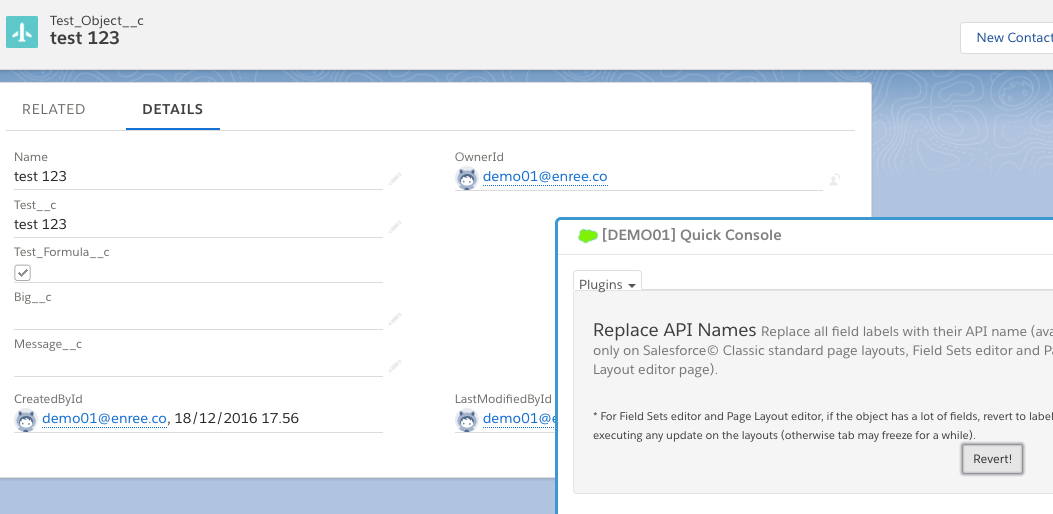 Test_Object__c
test 123
New Contact
RELATED
DETAILS
Name
test 123
OwnerId
demo01@enree.co
Test__c
test 123
Test_Formula__c
Big__c
Message__c
CreatedById
demo01@enree.co, 18/12/2016 17.56
LastModifiedById
demo01@e
[DEMO01] Quick Console
Plugins
Replace API Names Replace all field labels with their API name (ava
only on Salesforce© Classic standard page layouts, Field Sets editor and Pa
Layout editor page).
* For Field Sets editor and Page Layout editor, if the object has a lot of fields, revert to label
executing any update on the layouts (otherwise tab may freeze for a while).
Revert!